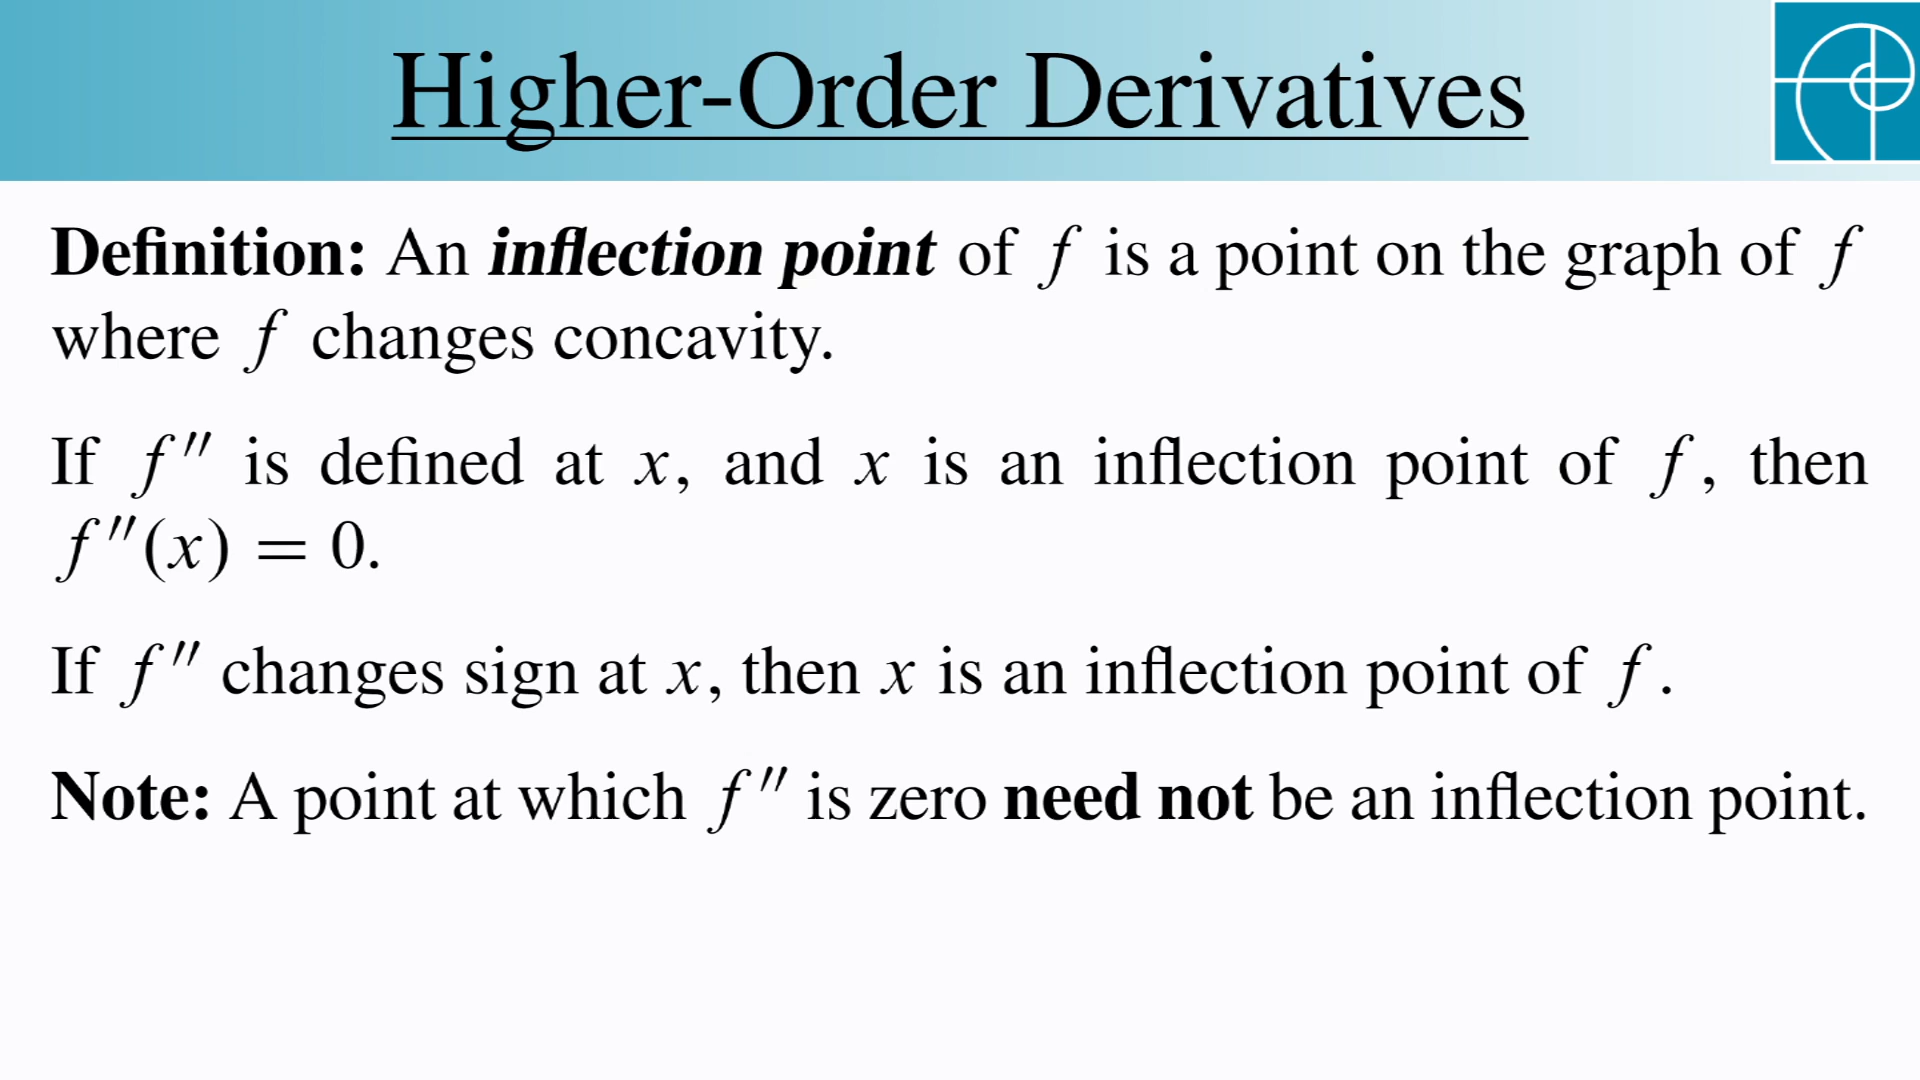 Higher-Order Derivatives
Definition: An inflection point of f is a point on the graph of f
where f changes concavity.
If f″ is defined at x, and x is an inflection point of f, then
f″(x) = 0.
If f″ changes sign at x, then x is an inflection point of f.
Note: A point at which f″ is zero need not be an inflection point.